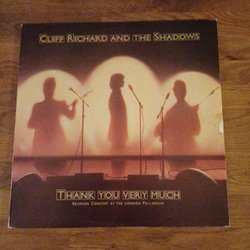 Cliff Richard and the Shadows
Thank you very much
Reunion Concert at the London Palladium